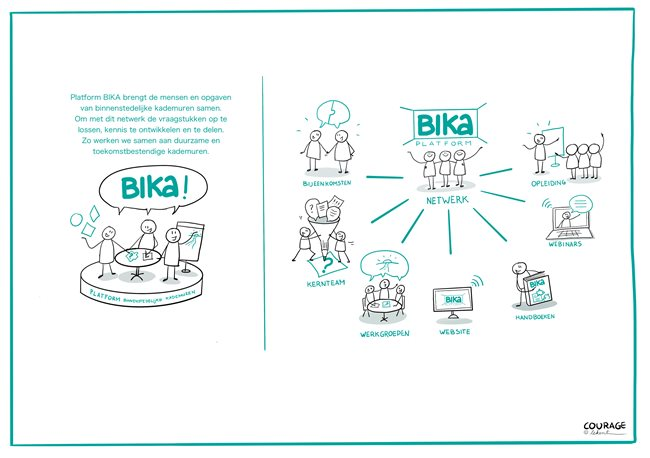 Platform BIKA brengt de mensen en opgaven
van binnenstedelijke kademuren samen.
Om met dit netwerk de vraagstukken op te
lossen, kennis te ontwikkelen en te delen.
Zo werken we samen aan duurzame en
toekomstbestendige kademuren.
BIKA!
PLATFORM BINNENSTEDELIJKE KADEMUREN
BIKA
PLATFORM
NETWERK
BIJEENKOMSTEN
OPLEIDING
WEBINARS
KERNTEAM
?
?
BIKA
BIKA
WERKGROEPEN
WEBSITE
HANDBOEKEN
COURAGE